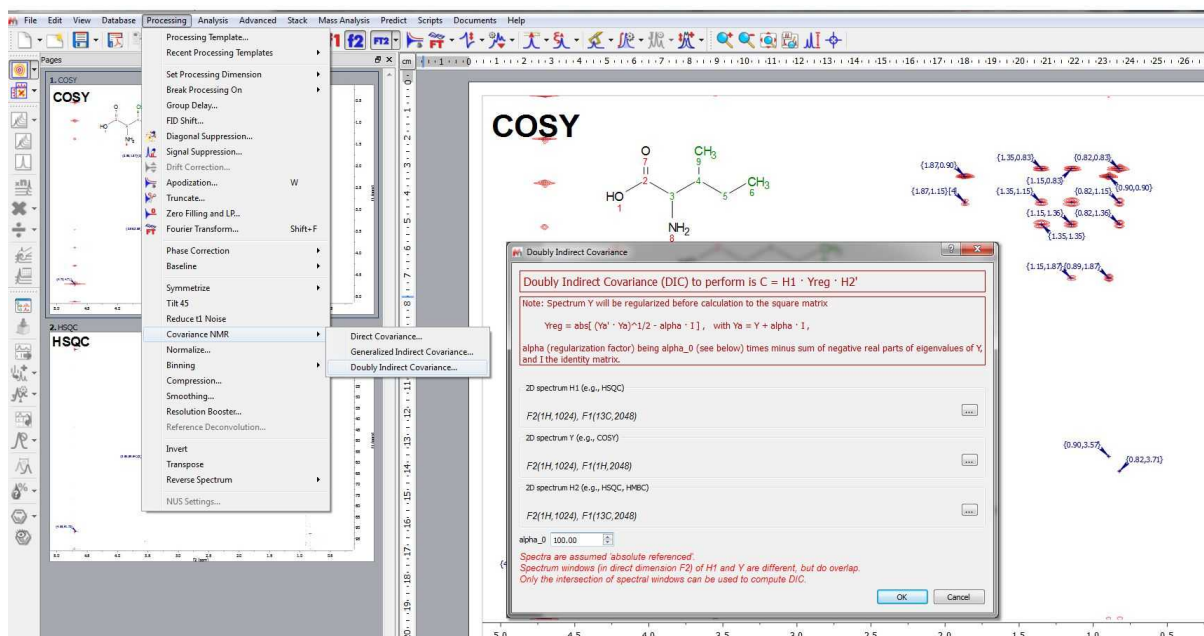 File Edit View Database Processing Analysis Advanced Stack Mass Analysis Predict Scripts Documents Help
f1 f2 FT2
Pages
1. COSY
COSY
2. HSQC
HSQC
Processing Template...
Recent Processing Templates
Set Processing Dimension
Break Processing On
Group Delay...
FID Shift...
Diagonal Suppression...
Signal Suppression...
Drift Correction...
Apodization... W
Truncate...
Zero Filling and LP...
Fourier Transform... Shift+F
Phase Correction
Baseline
Symmetrize
Tilt 45
Reduce t1 Noise
Covariance NMR
Normalize...
Binning
Compression...
Smoothing...
Resolution Booster...
Reference Deconvolution...
Invert
Transpose
Reverse Spectrum
NUS Settings...
Direct Covariance...
Generalized Indirect Covariance...
Doubly Indirect Covariance...
cm
COSY
O
7
CH3
9
HO
1
2
3
4
5
CH3
6
NH2
8
{1.87,0.90}
{1.35,0.83}
{0.82,0.83}
{1.15,0.83}
{0.90,0.90}
{1.87,1.15}
{1.35,1.15}
{0.82,1.15}
{1.15,1.36}
{0.82,1.36}
{1.35,1.35}
{1.15,1.87}
{0.89,1.87}
{0.90,3.57}
{0.82,3.71}
Doubly Indirect Covariance
Doubly Indirect Covariance (DIC) to perform is C = H1 · Yreg · H2'
Note: Spectrum Y will be regularized before calculation to the square matrix
Yreg = abs[ (Ya' · Ya)^1/2 - alpha · I ] , with Ya = Y + alpha · I ,
alpha (regularization factor) being alpha_0 (see below) times minus sum of negative real parts of eigenvalues of Y,
and I the identity matrix.
2D spectrum H1 (e.g., HSQC)
F2(1H,1024), F1(13C,2048)
...
2D spectrum Y (e.g., COSY)
F2(1H,1024), F1(1H,2048)
...
2D spectrum H2 (e.g., HSQC, HMBC)
F2(1H,1024), F1(13C,2048)
...
alpha_0 100.00
Spectra are assumed 'absolute referenced'.
Spectrum windows (in direct dimension F2) of H1 and Y are different, but do overlap.
Only the intersection of spectral windows can be used to compute DIC.
OK Cancel
5.0 4.5 4.0 3.5 3.0 2.5 2.0 1.5 1.0 0.5